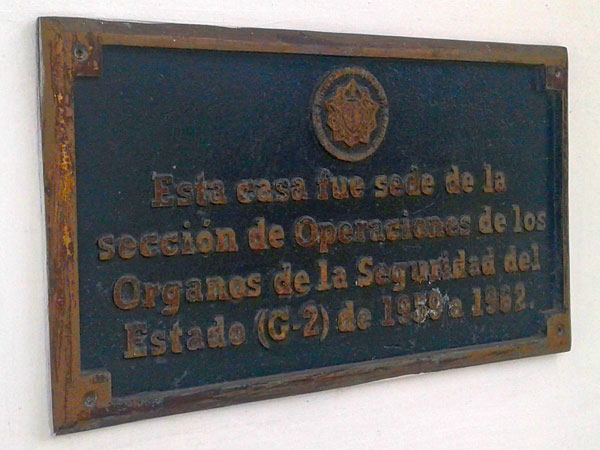 Esta casa fue sede de la
sección de Operaciones de los
Organos de la Seguridad del
Estado (G-2) de 1959 a 1962.